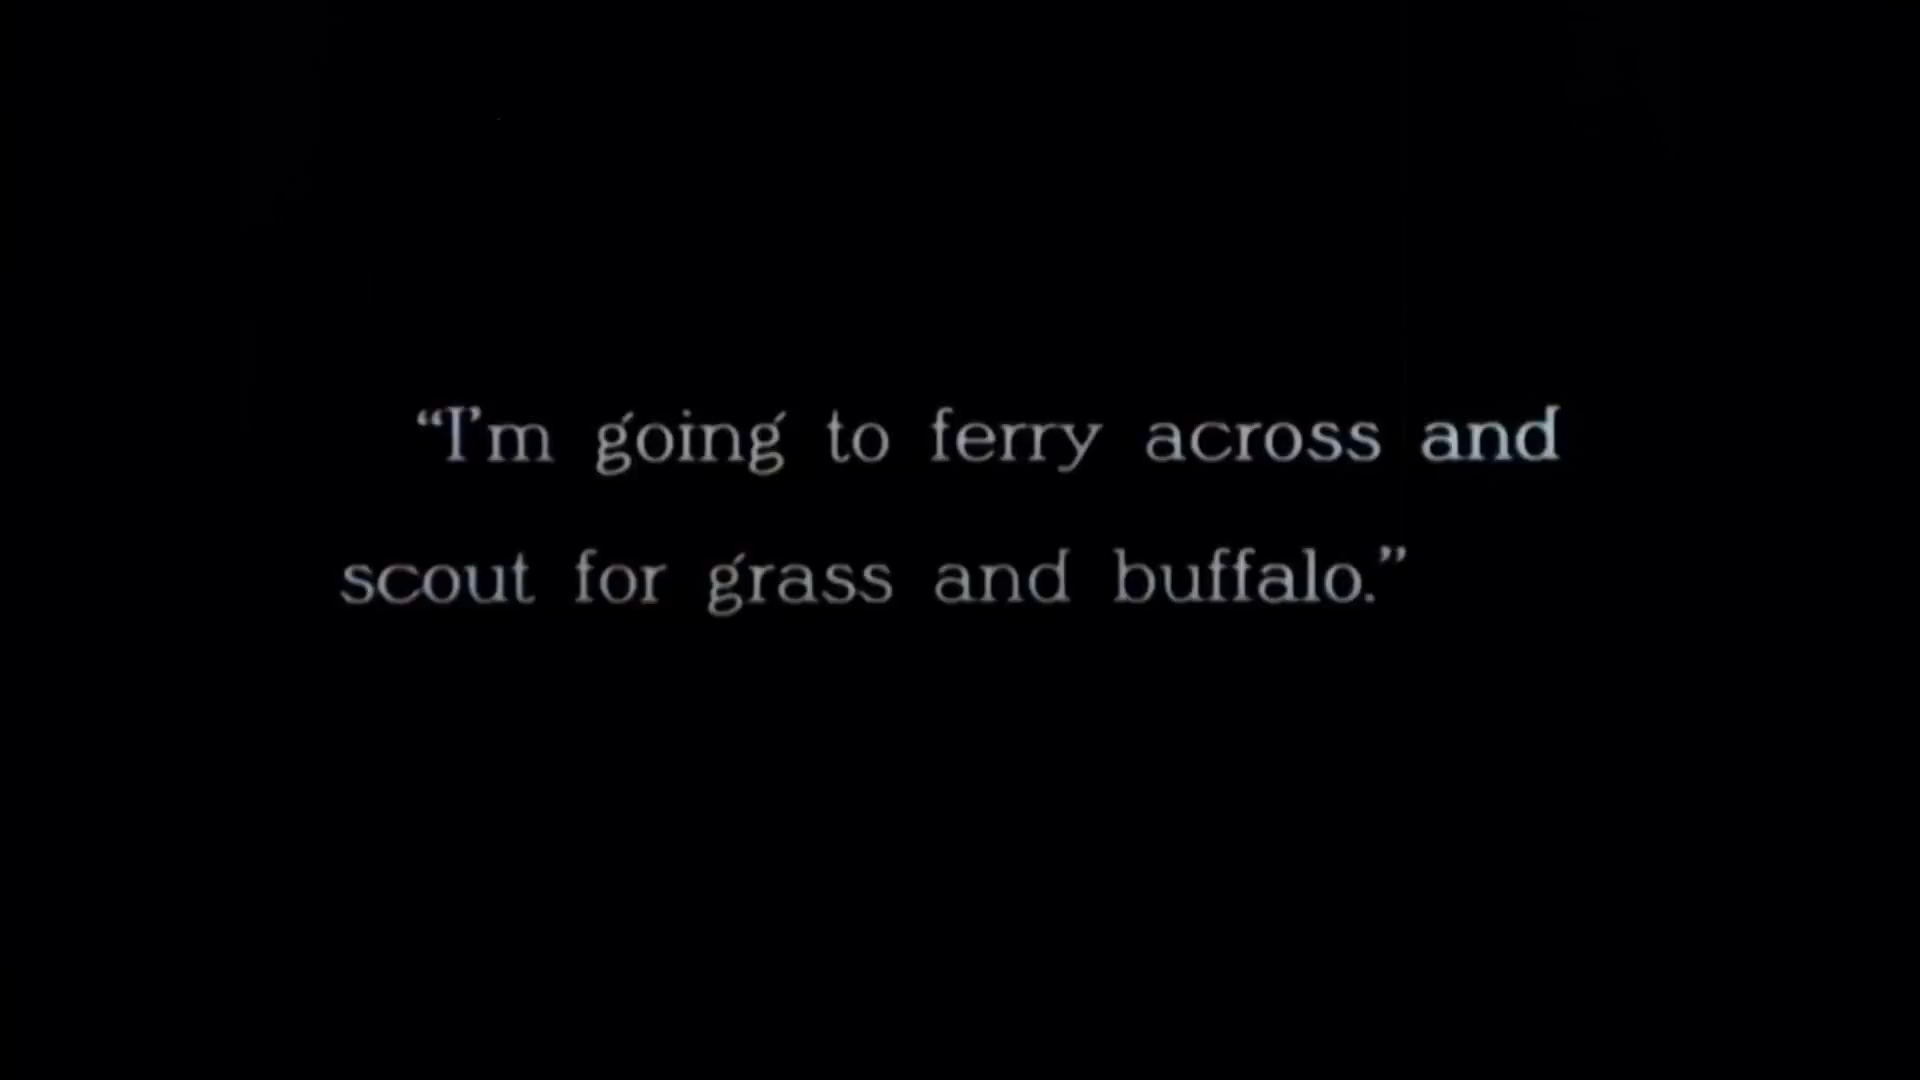 “I'm going to ferry across and
scout for grass and buffalo.”